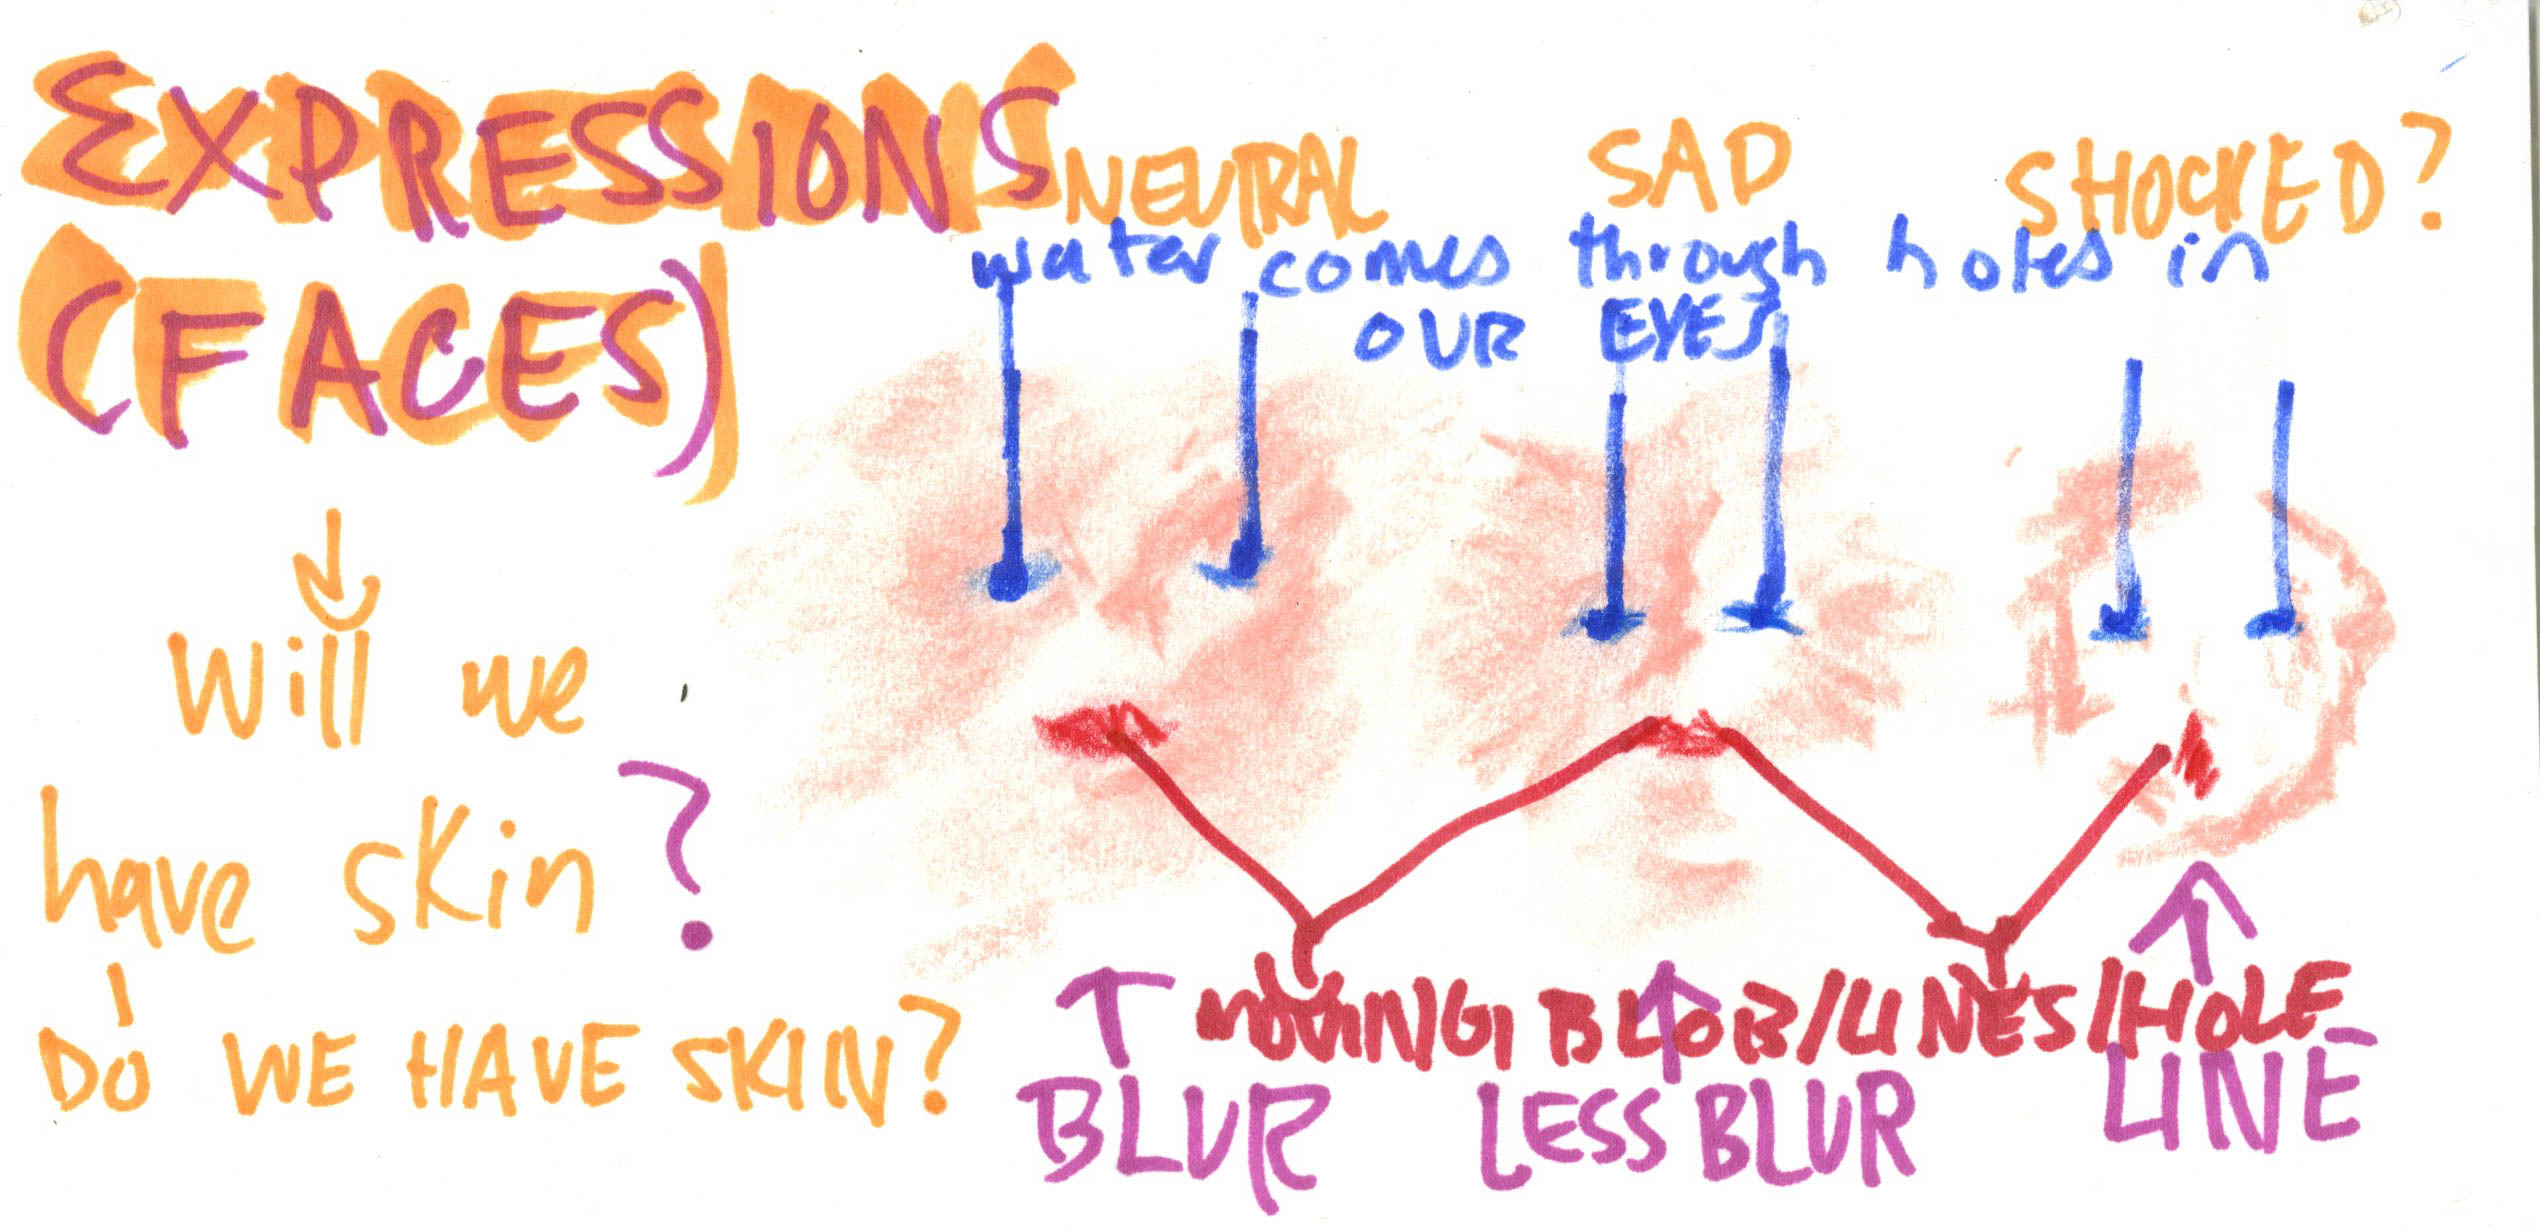 EXPRESSIONS
(FACES)
Will we
have skin?
DO WE HAVE SKIN?
NEUTRAL
SAD
SHOCKED?
water comes through holes in
OUR EYES
MOVING BLOB/LINES/HOLE
BLUR
LESS BLUR
LINE